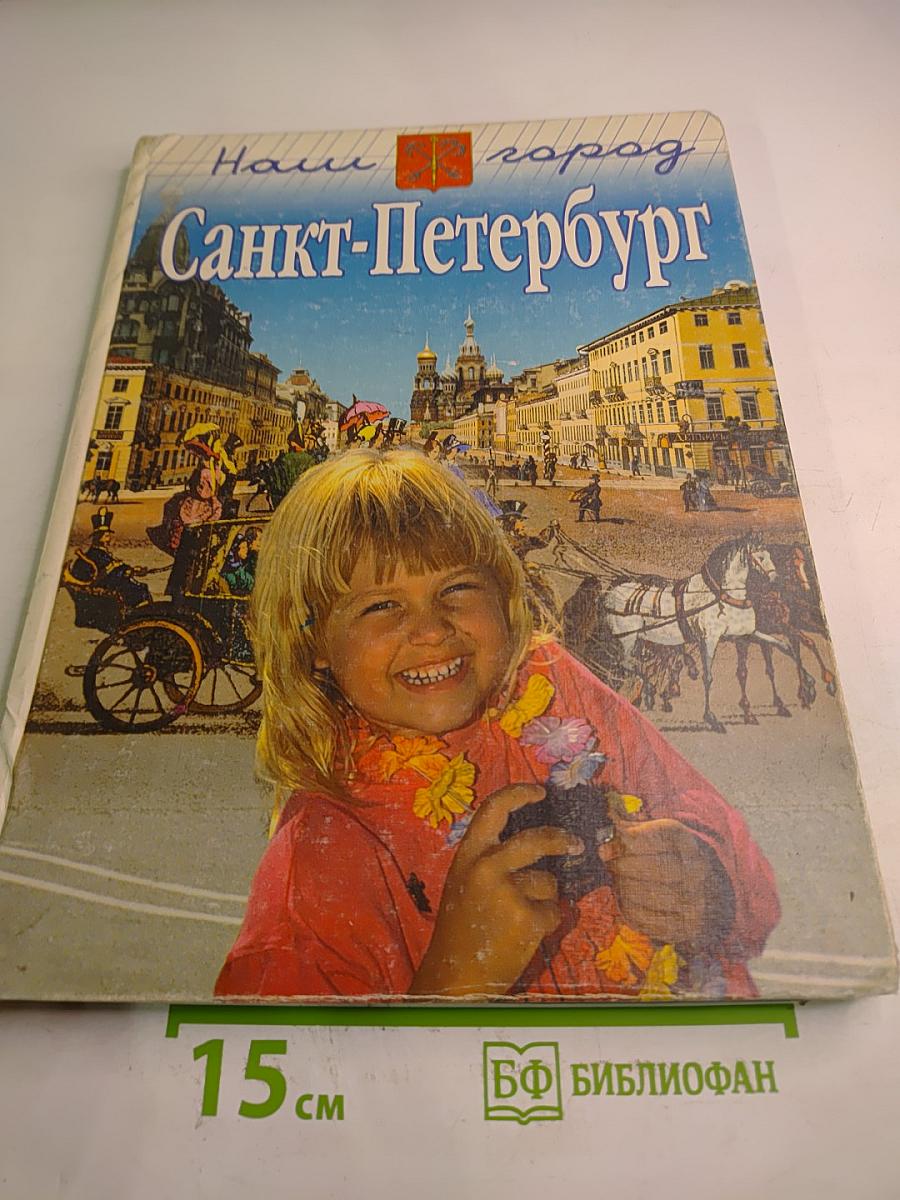 Наш город
Санкт-Петербург
15 см
БФ БИБЛИОФАН